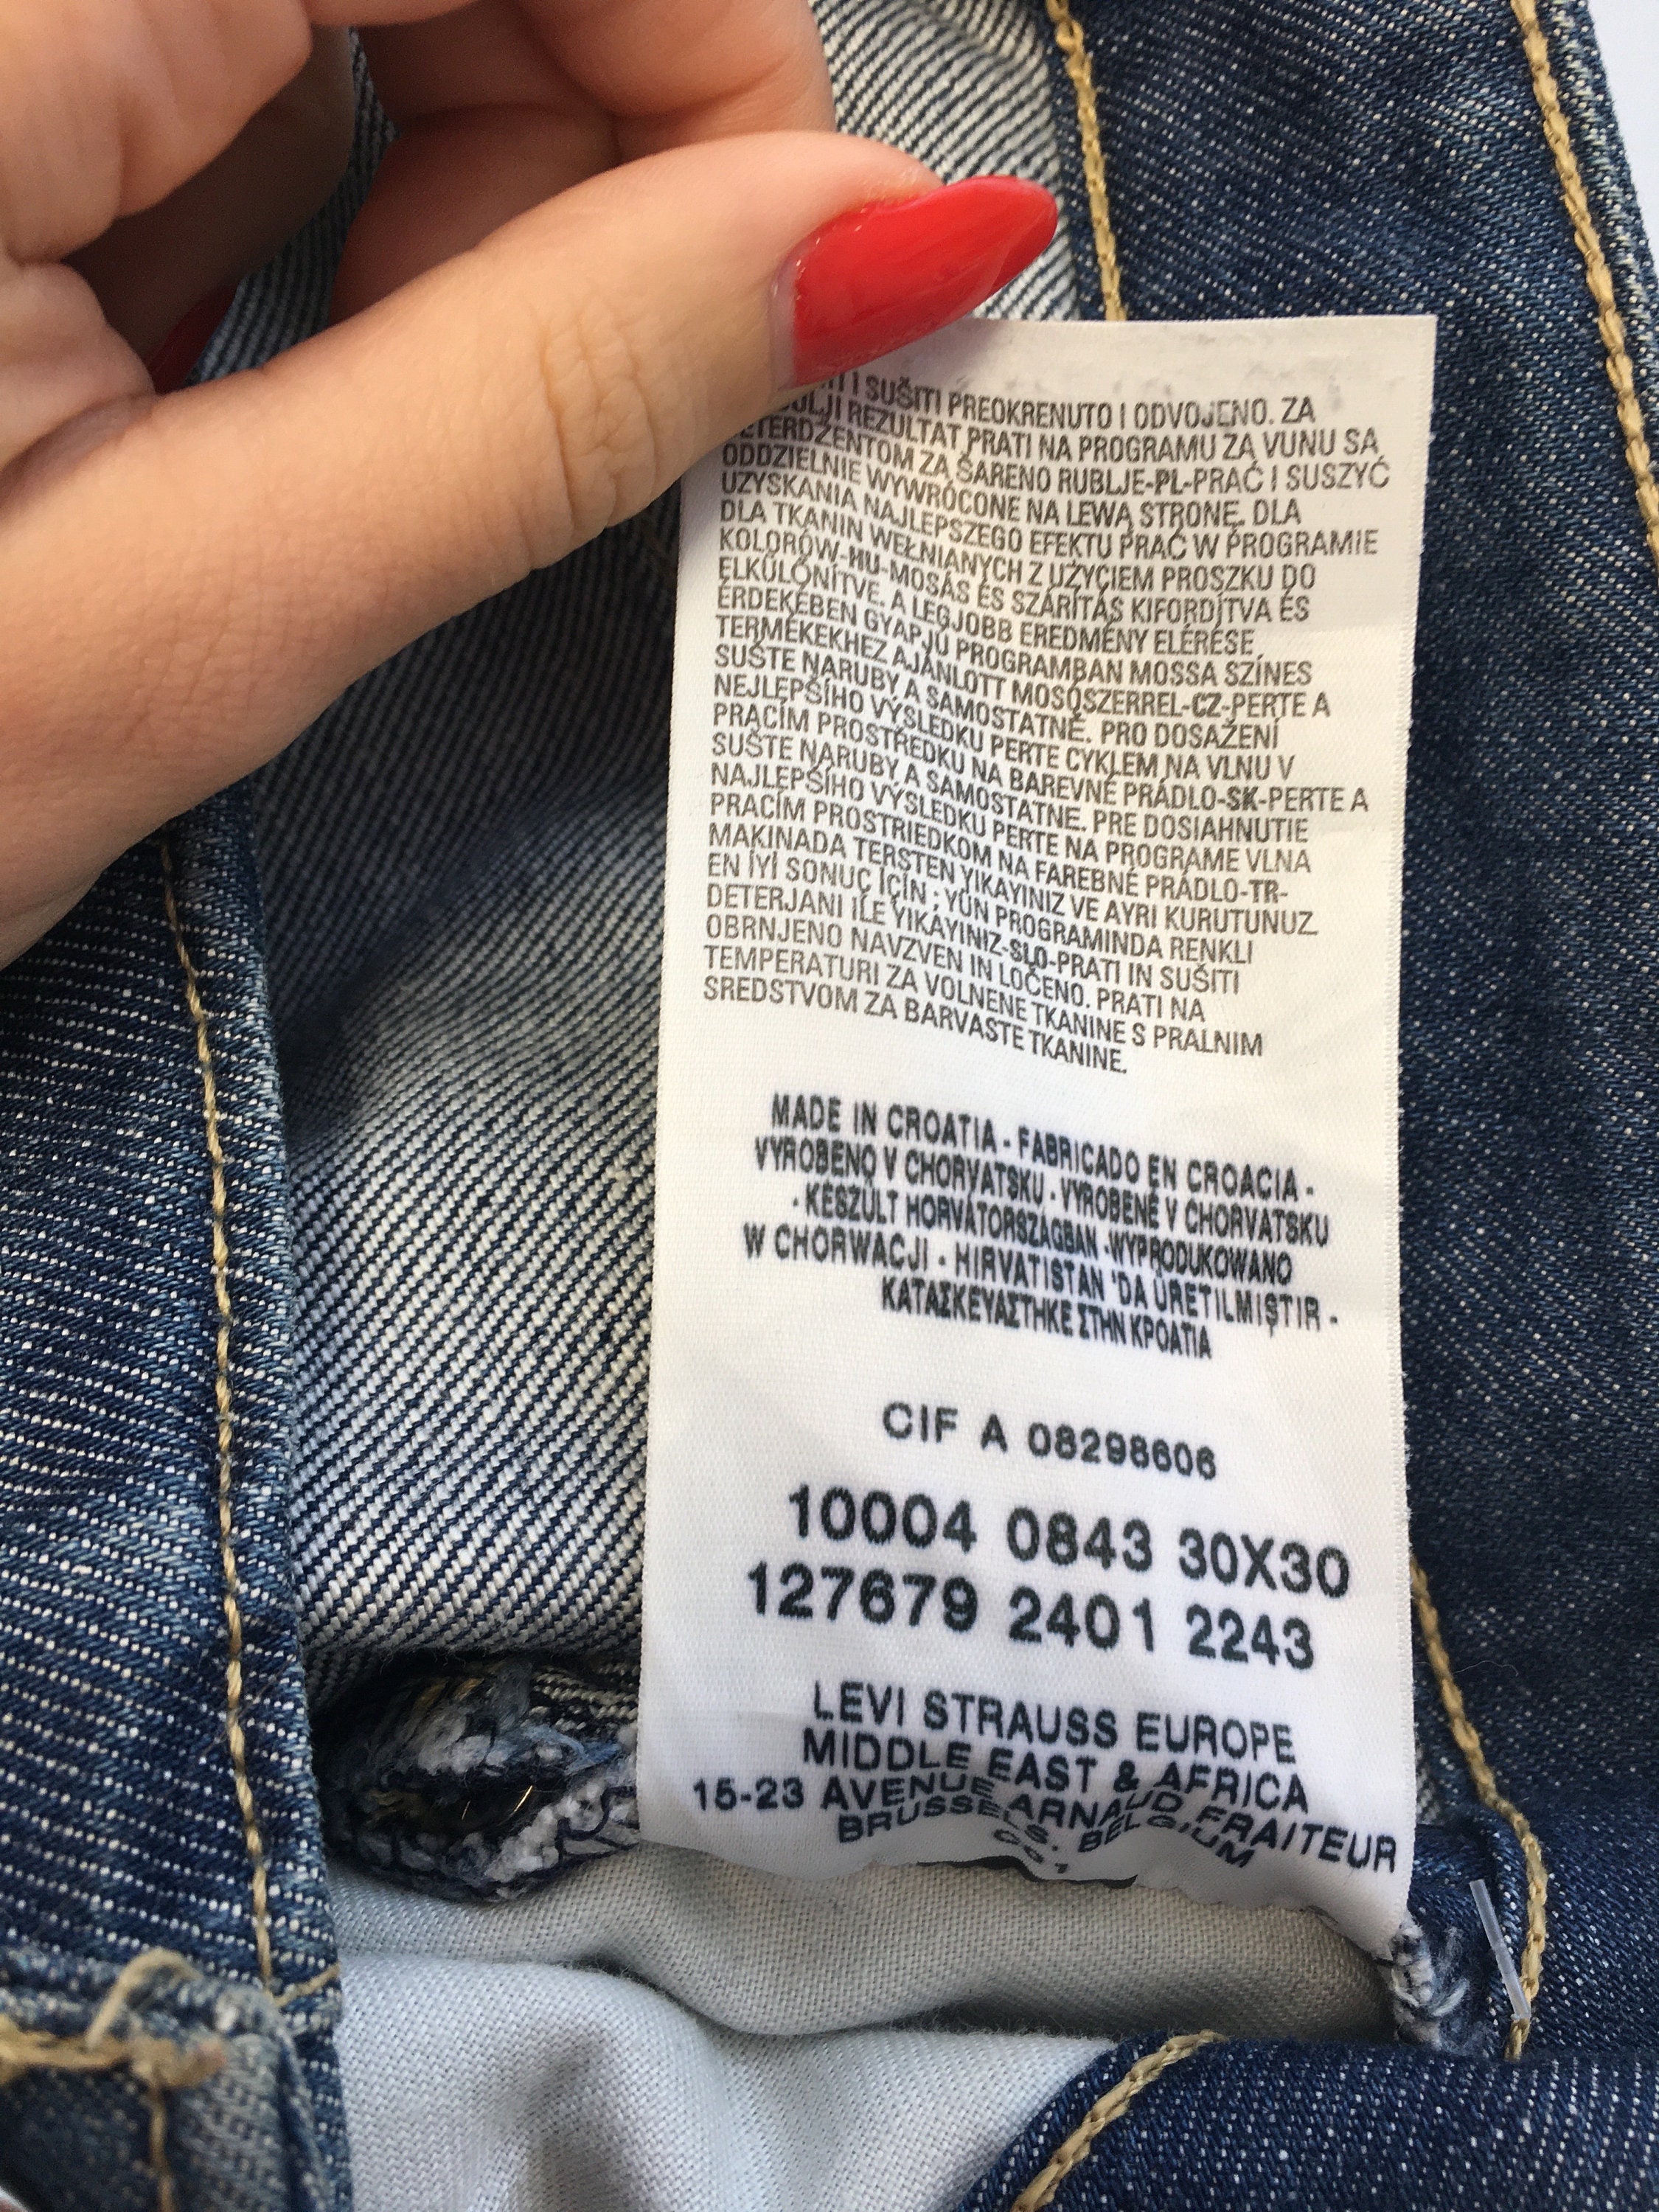 I SUŠITI PREOKRENUTO I ODVOJENO. ZA
REZULTAT PRATI NA PROGRAMU ZA VUNU SA
DETERDŽENTOM ZA ŠARENO RUBLJE-PL-PRAĆ I SUSZYĆ
ODDZIELNIE WYWRÓCONE NA LEWĄ STRONĘ. DLA
UZYSKANIA NAJLEPSZEGO EFEKTU PRAĆ W PROGRAMIE
DLA TKANIN WEŁNIANYCH Z UŻYCIEM PROSZKU DO
KOLORÓW-HU-MOSÁS ÉS SZÁRÍTÁS KIFORDÍTVA ÉS
ELKÜLÖNÍTVE. A LEGJOBB EREDMÉNY ELÉRÉSE
ÉRDEKÉBEN GYAPJÚ PROGRAMBAN MOSSA SZÍNES
TERMÉKEKHEZ AJÁNLOTT MOSÓSZERREL-CZ-PERTE A
SUŠTE NARUBY A SAMOSTATNĚ. PRO DOSAŽENÍ
NEJLEPŠÍHO VÝSLEDKU PERTE CYKLEM NA VLNU V
PRACÍM PROSTŘEDKU NA BAREVNÉ PRÁDLO-SK-PERTE A
SUŠTE NARUBY A SAMOSTATNE. PRE DOSIAHNUTIE
NAJLEPŠÍHO VÝSLEDKU PERTE NA PROGRAME VLNA
PRACÍM PROSTRIEDKOM NA FAREBNÉ PRÁDLO-TR-
MAKINADA TERSTEN YIKAYINIZ VE AYRI KURUTUNUZ.
EN İYİ SONUÇ İÇİN ; YÜN PROGRAMINDA RENKLI
DETERJANI ILE YIKAYINIZ-SLO-PRATI IN SUŠITI
OBRNJENO NAVZVEN IN LOČENO. PRATI NA
TEMPERATURI ZA VOLNENE TKANINE S PRALNIM
SREDSTVOM ZA BARVASTE TKANINE.
MADE IN CROATIA - FABRICADO EN CROACIA -
VYROBENO V CHORVATSKU - VYROBENÉ V CHORVATSKU
- KÉSZÜLT HORVÁTORSZÁGBAN -WYPRODUKOWANO
W CHORWACJI - HIRVATISTAN 'DA ÜRETILMIŞTIR -
ΚΑΤΑΣΚΕΥΑΣΤΗΚΕ ΣΤΗΝ ΚΡΟΑΤΙΑ
CIF A 08298606
10004 0843 30X30
127679 2401 2243
LEVI STRAUSS EUROPE
MIDDLE EAST & AFRICA
15-23 AVENUE ARNAUD FRAITEUR
BRUSSELS. BELGIUM